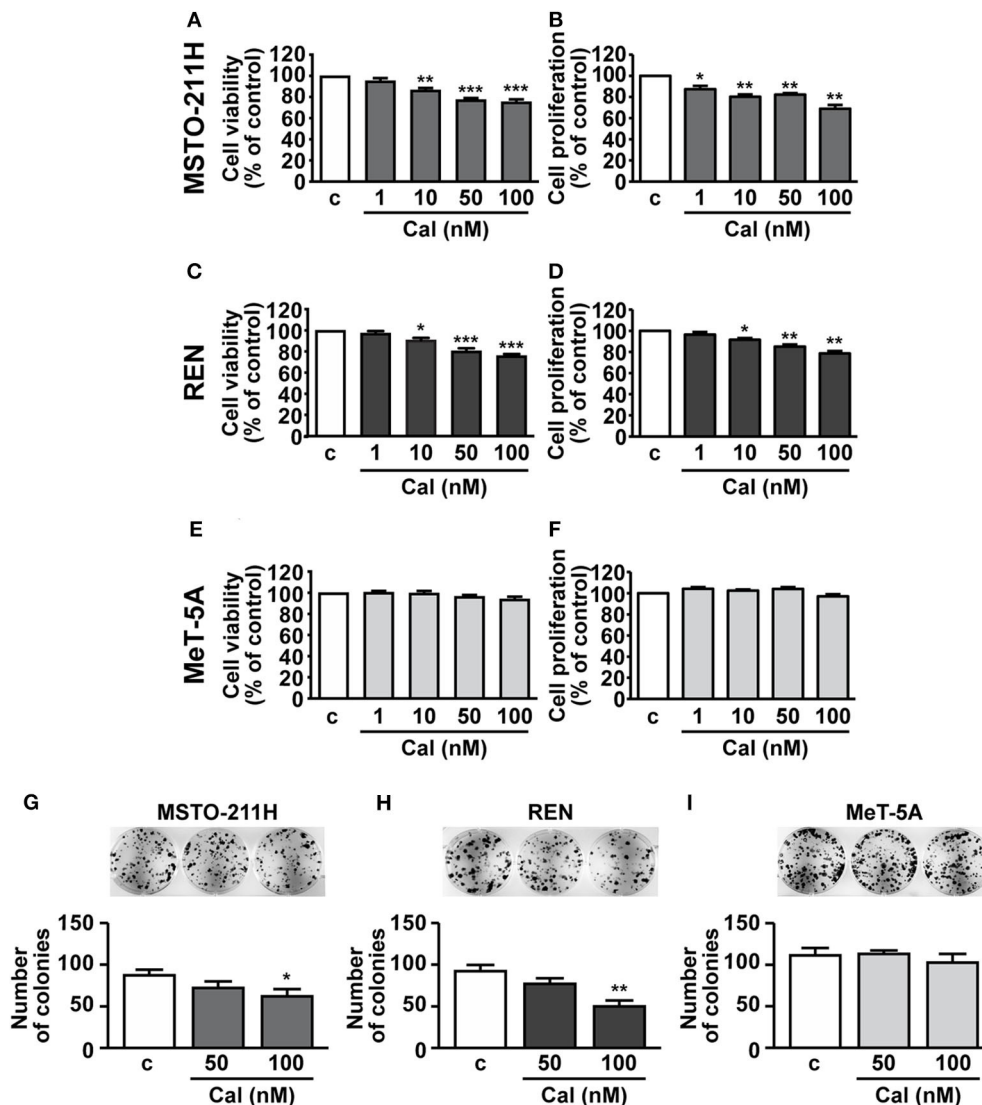 A
B
MSTO-211H
Cell viability
(% of control)
120
100
80
60
40
20
0
**
***
***
c
1
10
50
100
Cal (nM)
Cell proliferation
(% of control)
120
100
80
60
40
20
0
*
**
**
**
c
1
10
50
100
Cal (nM)
C
D
REN
Cell viability
(% of control)
120
100
80
60
40
20
0
*
***
***
c
1
10
50
100
Cal (nM)
Cell proliferation
(% of control)
120
100
80
60
40
20
0
*
**
**
c
1
10
50
100
Cal (nM)
E
F
MeT-5A
Cell viability
(% of control)
120
100
80
60
40
20
0
c
1
10
50
100
Cal (nM)
Cell proliferation
(% of control)
120
100
80
60
40
20
0
c
1
10
50
100
Cal (nM)
G
MSTO-211H
Number
of colonies
150
100
50
0
*
c
50
100
Cal (nM)
H
REN
Number
of colonies
150
100
50
0
**
c
50
100
Cal (nM)
I
MeT-5A
Number
of colonies
150
100
50
0
c
50
100
Cal (nM)